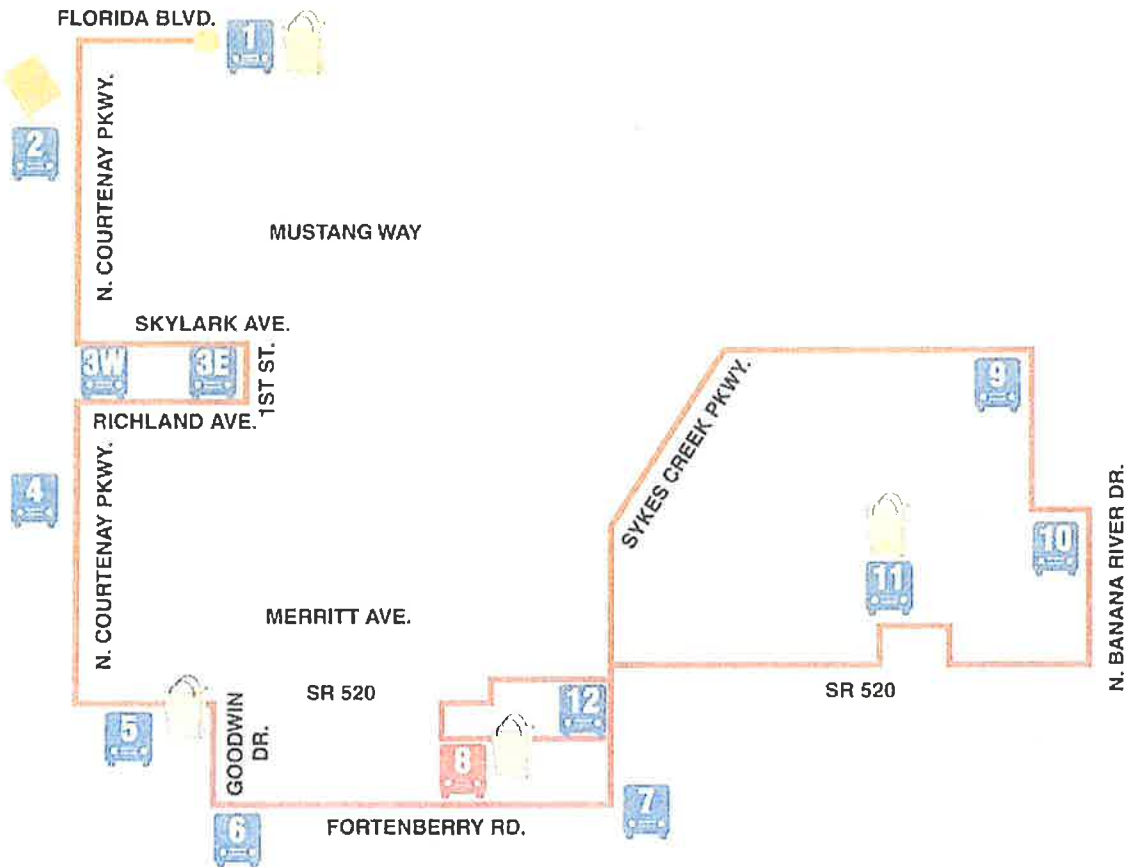 FLORIDA BLVD.
1
2
N. COURTENAY PKWY.
MUSTANG WAY
SKYLARK AVE.
3W
3E
1ST ST.
RICHLAND AVE.
SYKES CREEK PKWY.
9
4
N. COURTENAY PKWY.
10
N. BANANA RIVER DR.
11
MERRITT AVE.
SR 520
SR 520
12
5
GOODWIN
DR.
8
7
6
FORTENBERRY RD.